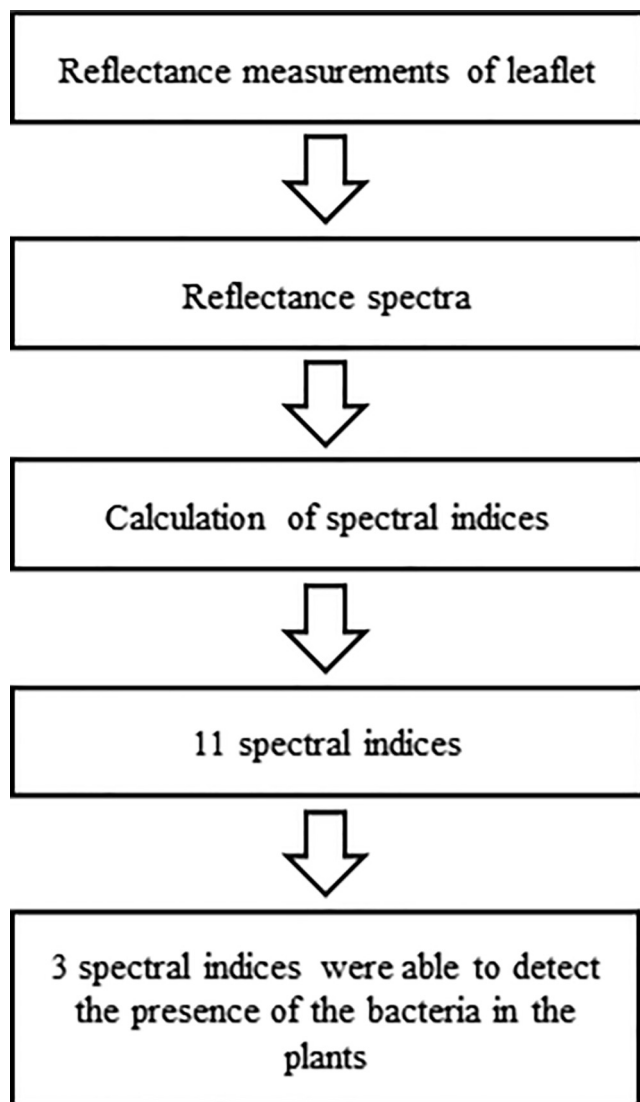 Reflectance measurements of leaflet
Reflectance spectra
Calculation of spectral indices
11 spectral indices
3 spectral indices were able to detect
the presence of the bacteria in the
plants